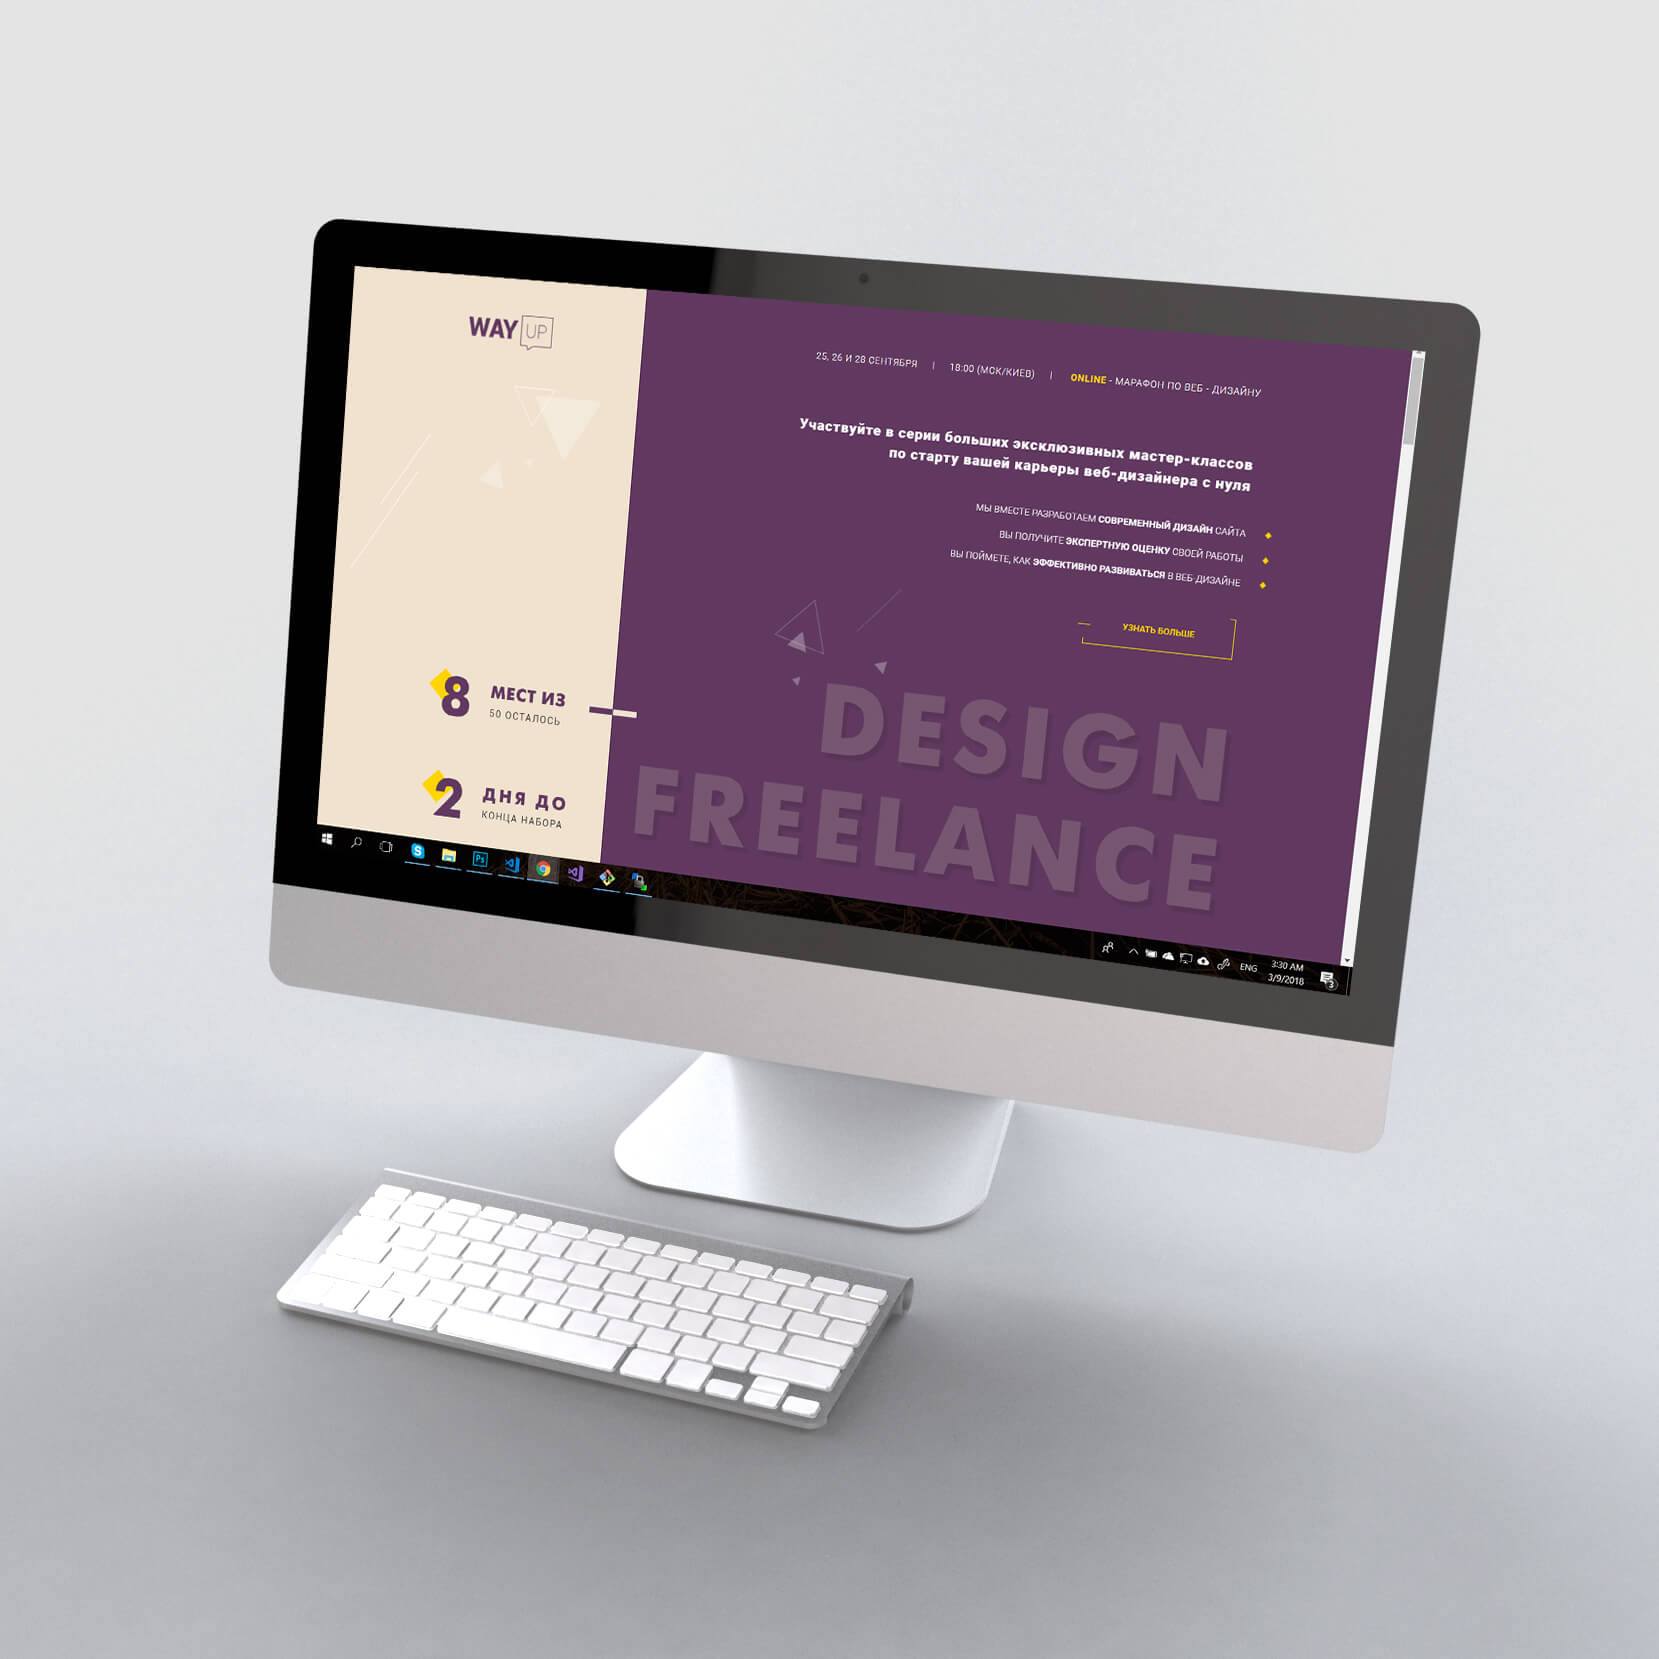 WAY UP
25, 26 И 28 СЕНТЯБРЯ | 18:00 (МСК/КИЕВ) | ONLINE - МАРАФОН ПО ВЕБ - ДИЗАЙНУ
Участвуйте в серии больших эксклюзивных мастер-классов
по старту вашей карьеры веб-дизайнера с нуля
МЫ ВМЕСТЕ РАЗРАБОТАЕМ СОВРЕМЕННЫЙ ДИЗАЙН САЙТА
ВЫ ПОЛУЧИТЕ ЭКСПЕРТНУЮ ОЦЕНКУ СВОЕЙ РАБОТЫ
ВЫ ПОЙМЕТЕ, КАК ЭФФЕКТИВНО РАЗВИВАТЬСЯ В ВЕБ-ДИЗАЙНЕ
УЗНАТЬ БОЛЬШЕ
8 МЕСТ ИЗ
50 ОСТАЛОСЬ
2 ДНЯ ДО
КОНЦА НАБОРА
DESIGN
FREELANCE
S
Ps
ENG
3:30 AM
3/9/2018
3